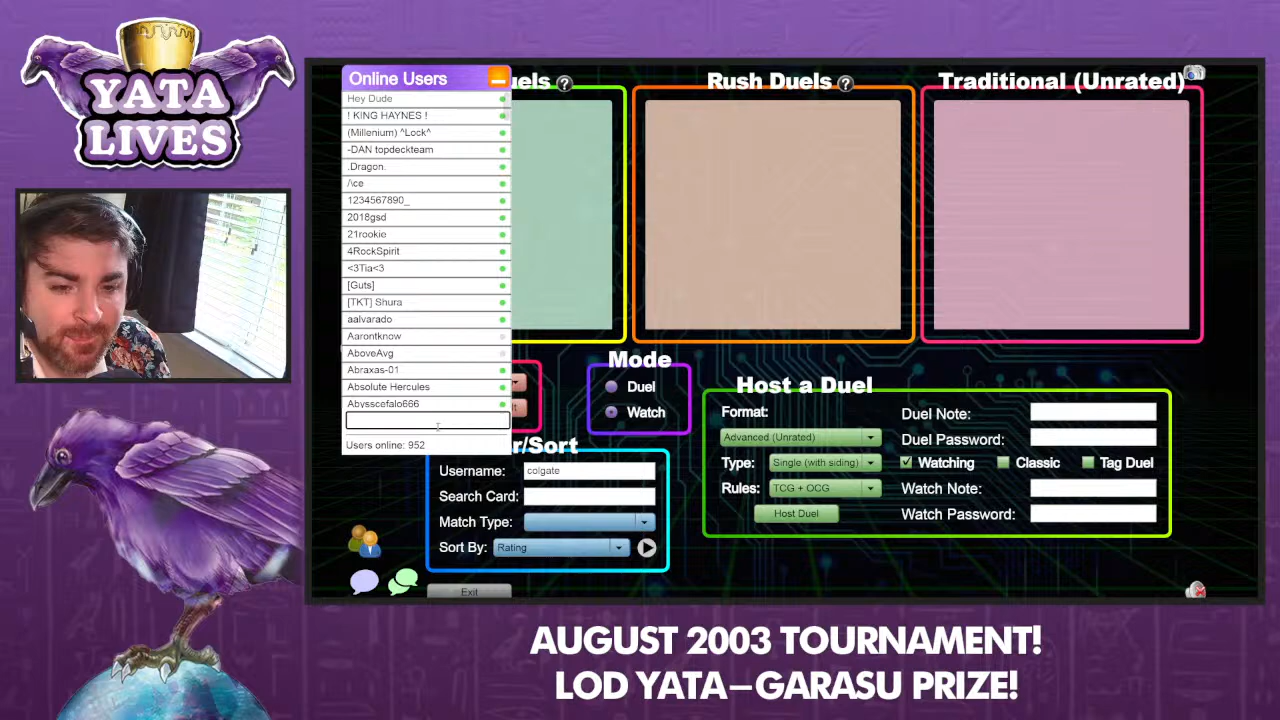 YATA
LIVES
Online Users
Hey Dude
! KING HAYNES !
(Millenium) ^Lock^
-DAN topdeckteam
.Dragon.
/\ce
1234567890_
2018gsd
21rookie
4RockSpirit
<3Tia<3
[Guts]
[TKT] Shura
aalvarado
Aarontknow
AboveAvg
Abraxas-01
Absolute Hercules
Abysscefalo666
Users online: 952
uels ?
Rush Duels ?
Traditional (Unrated)
Mode
Duel
Watch
r/Sort
Username: colgate
Search Card:
Match Type:
Sort By: Rating
Exit
Host a Duel
Format:
Advanced (Unrated)
Type: Single (with siding)
Rules: TCG + OCG
Host Duel
Duel Note:
Duel Password:
Watching Classic Tag Duel
Watch Note:
Watch Password:
AUGUST 2003 TOURNAMENT!
LOD YATA–GARASU PRIZE!